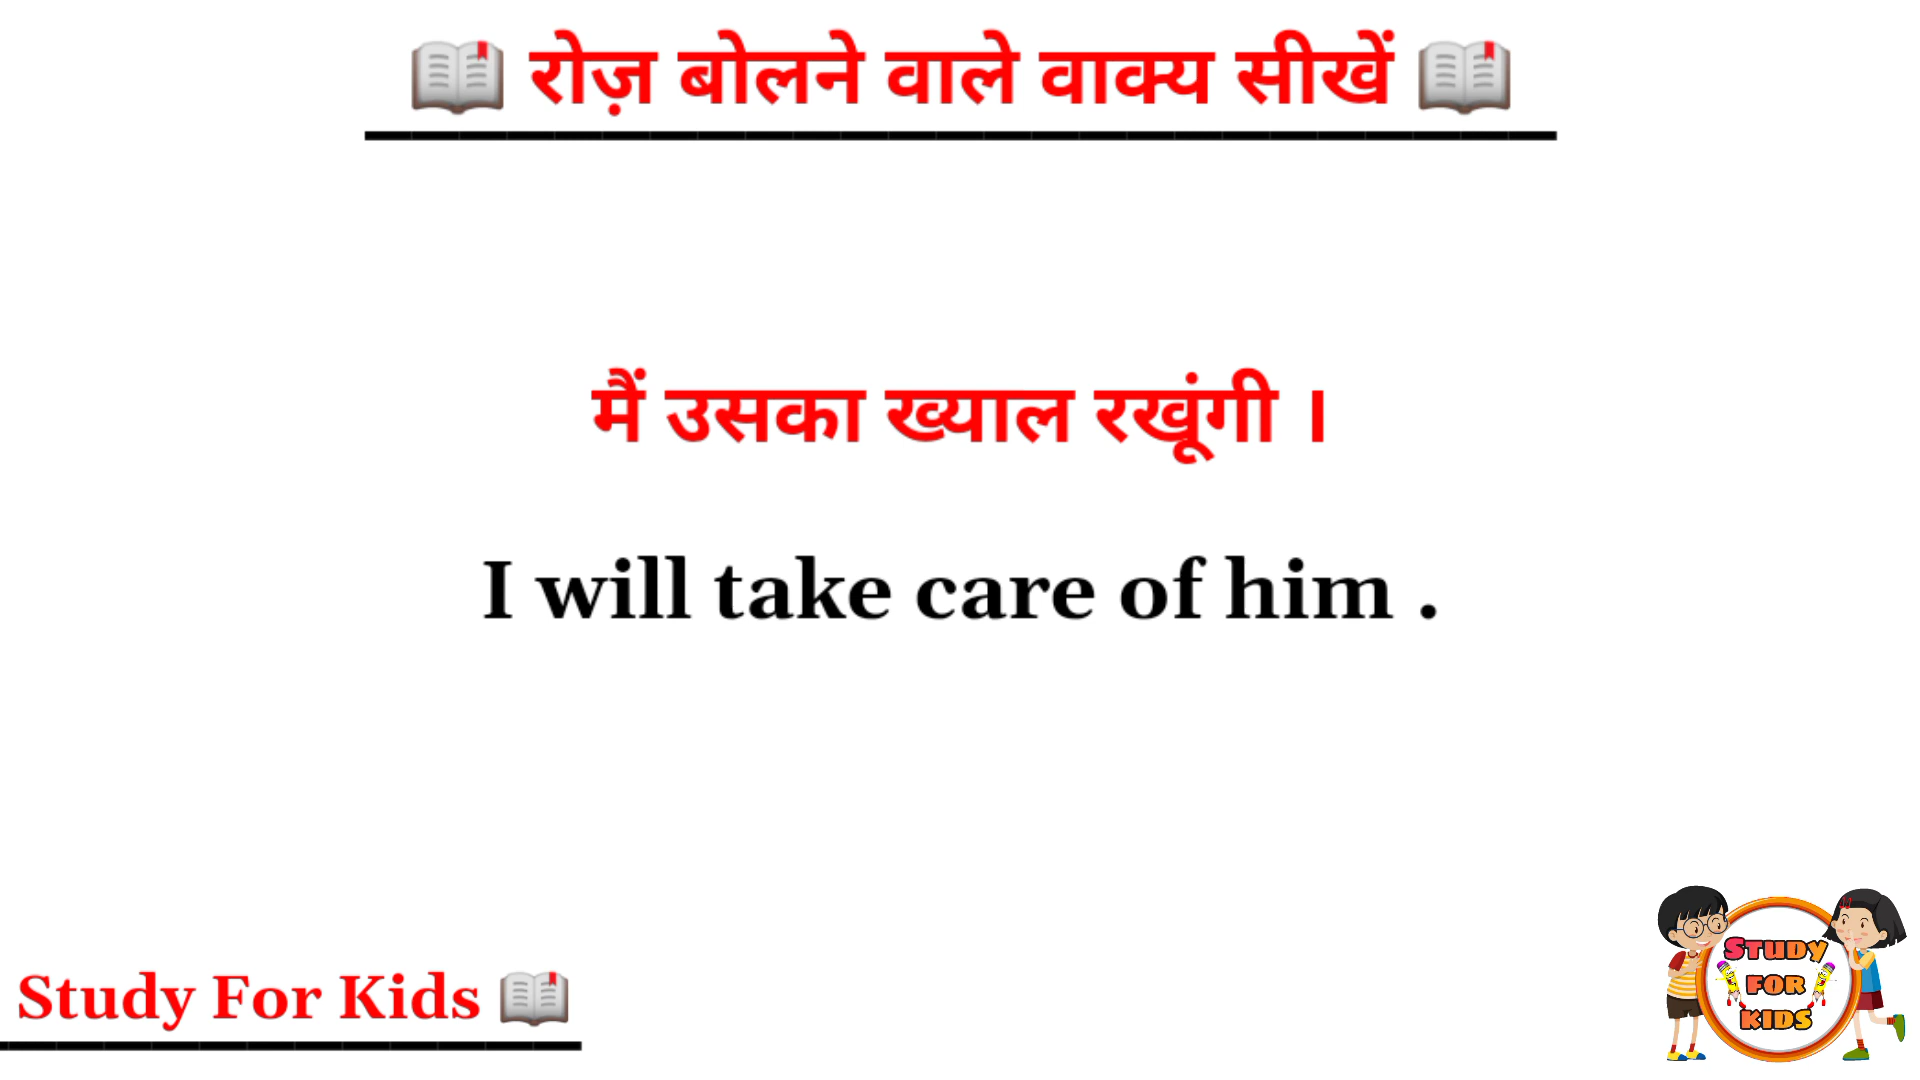 📖 रोज़ बोलने वाले वाक्य सीखें 📖
मैं उसका ख्याल रखूंगी ।
I will take care of him .
Study For Kids 📖
STUDY
FOR
KIDS